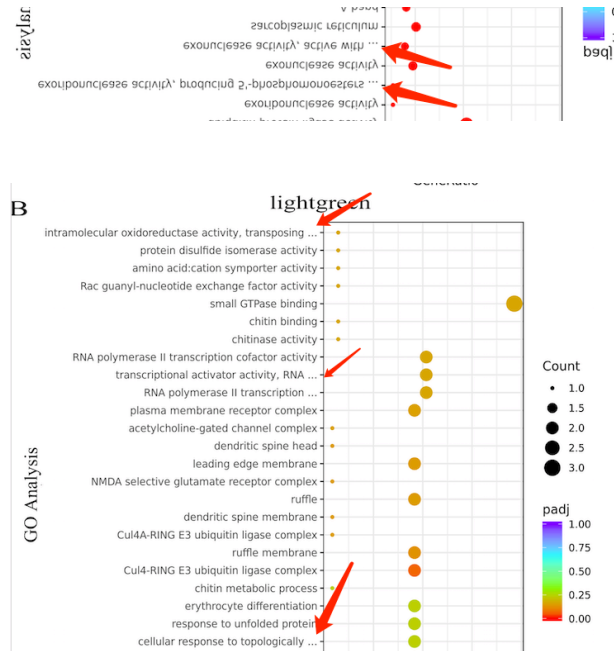 A band
sarcoplasmic reticulum
exonuclease activity, active with ...
exonuclease activity
exoribonuclease activity, producing 5'-phosphomonoesters ...
exoribonuclease activity
nalysis
padj
B
lightgreen
intramolecular oxidoreductase activity, transposing ...
protein disulfide isomerase activity
amino acid:cation symporter activity
Rac guanyl-nucleotide exchange factor activity
small GTPase binding
chitin binding
chitinase activity
RNA polymerase II transcription cofactor activity
transcriptional activator activity, RNA ...
RNA polymerase II transcription ...
plasma membrane receptor complex
acetylcholine-gated channel complex
dendritic spine head
leading edge membrane
NMDA selective glutamate receptor complex
ruffle
dendritic spine membrane
Cul4A-RING E3 ubiquitin ligase complex
ruffle membrane
Cul4-RING E3 ubiquitin ligase complex
chitin metabolic process
erythrocyte differentiation
response to unfolded protein
cellular response to topologically ...
GO Analysis
Count
1.0
1.5
2.0
2.5
3.0
padj
1.00
0.75
0.50
0.25
0.00